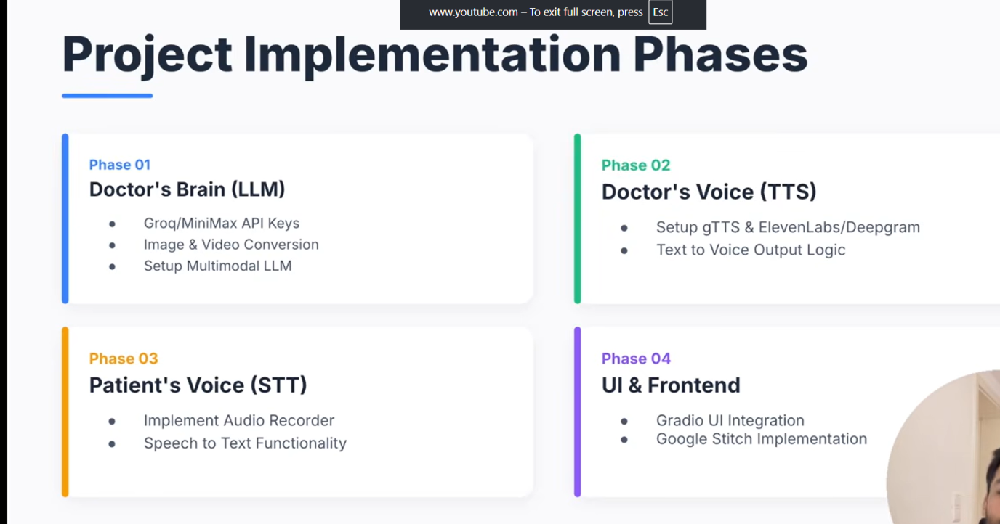 www.youtube.com – To exit full screen, press Esc
Project Implementation Phases
Phase 01
Doctor's Brain (LLM)
● Groq/MiniMax API Keys
● Image & Video Conversion
● Setup Multimodal LLM
Phase 02
Doctor's Voice (TTS)
● Setup gTTS & ElevenLabs/Deepgram
● Text to Voice Output Logic
Phase 03
Patient's Voice (STT)
● Implement Audio Recorder
● Speech to Text Functionality
Phase 04
UI & Frontend
● Gradio UI Integration
● Google Stitch Implementation